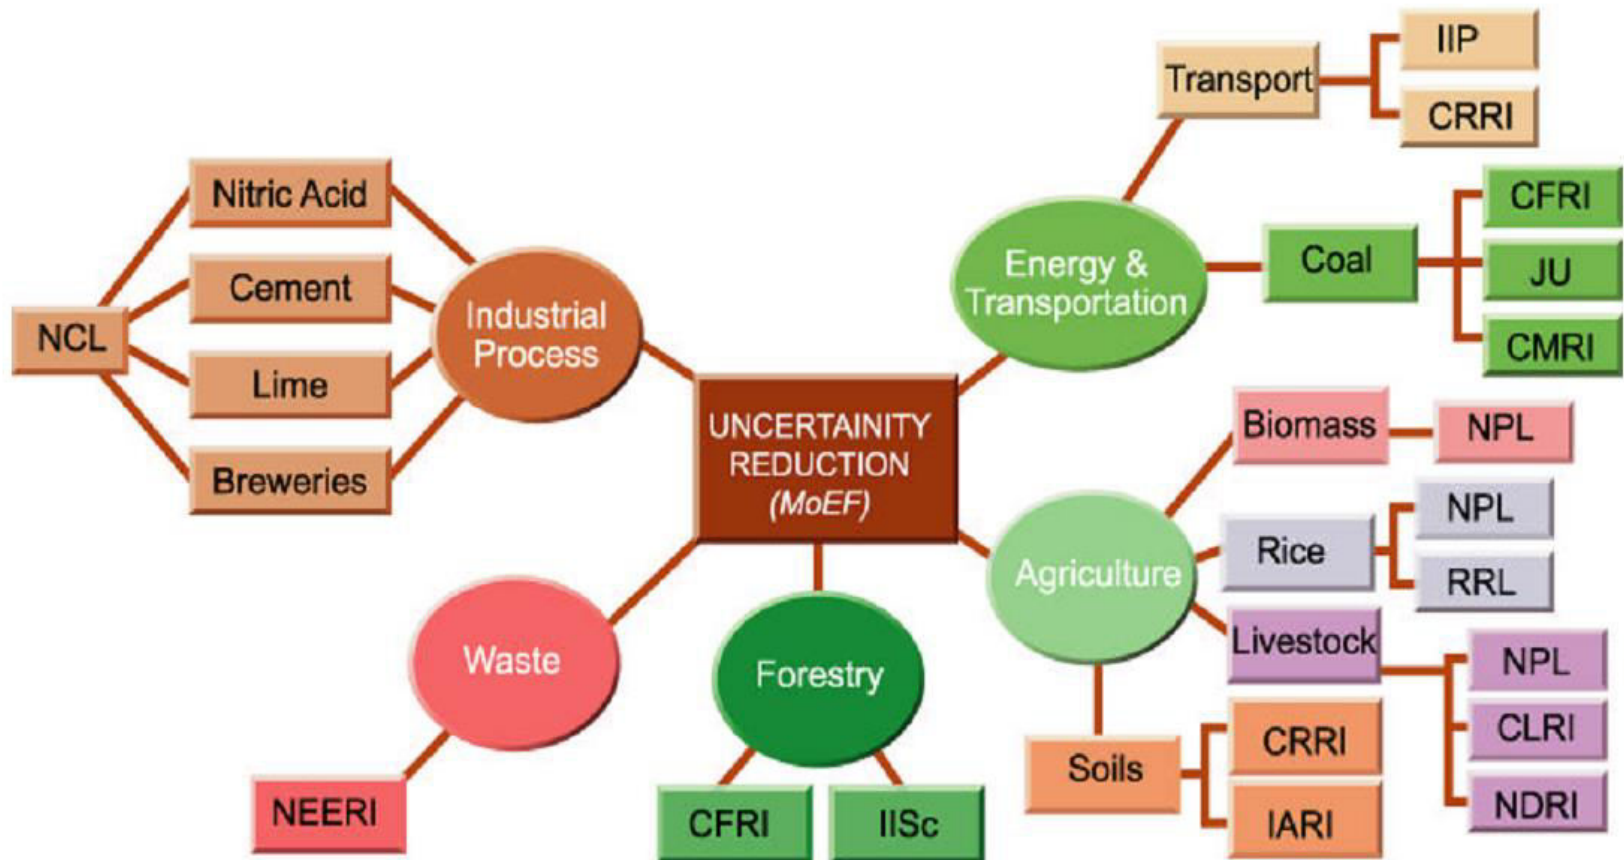 Transport
IIP
CRRI
Nitric Acid
Cement
NCL
Lime
Breweries
Industrial
Process
Energy &
Transportation
Coal
CFRI
JU
CMRI
UNCERTAINITY
REDUCTION
(MoEF)
Biomass
NPL
Agriculture
Rice
NPL
RRL
Livestock
NPL
CLRI
NDRI
Soils
CRRI
IARI
Waste
NEERI
Forestry
CFRI
IISc